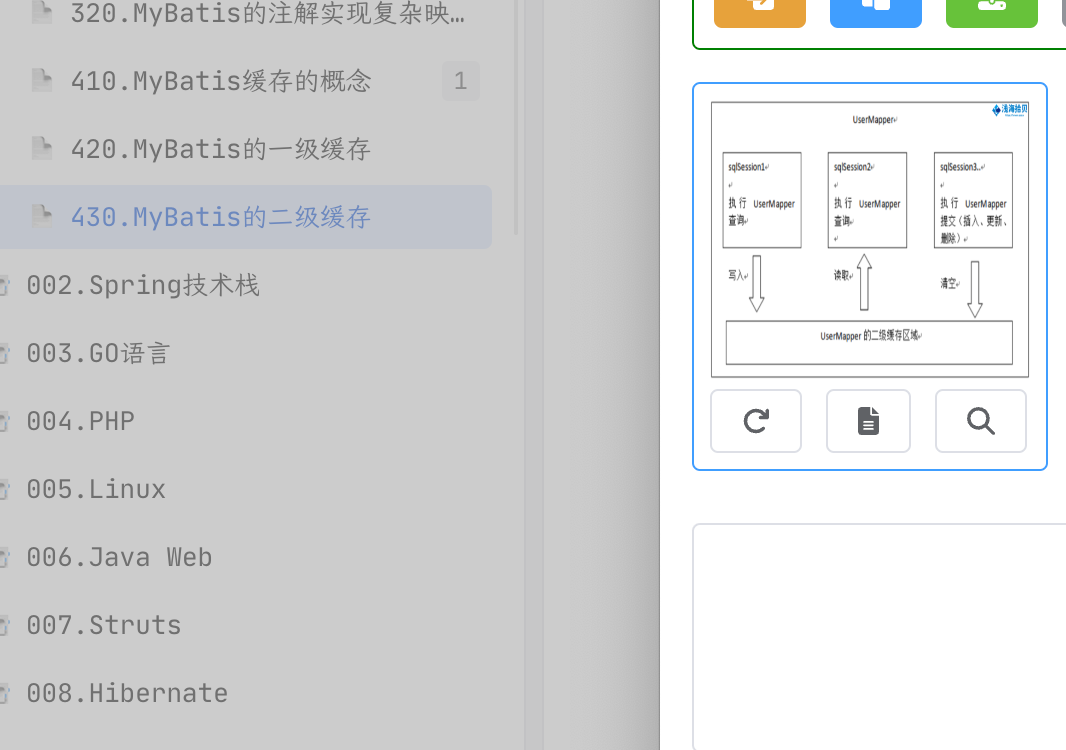 320.MyBatis的注解实现复杂映…
410.MyBatis缓存的概念
1
420.MyBatis的一级缓存
430.MyBatis的二级缓存
002.Spring技术栈
003.GO语言
004.PHP
005.Linux
006.Java Web
007.Struts
008.Hibernate
浅海拾贝
UserMapper
sqlSession1
执行 UserMapper
查询
sqlSession2
执行 UserMapper
查询
sqlSession3..
执行 UserMapper
提交(插入、更新、
删除)
写入
读取
清空
UserMapper 的二级缓存区域